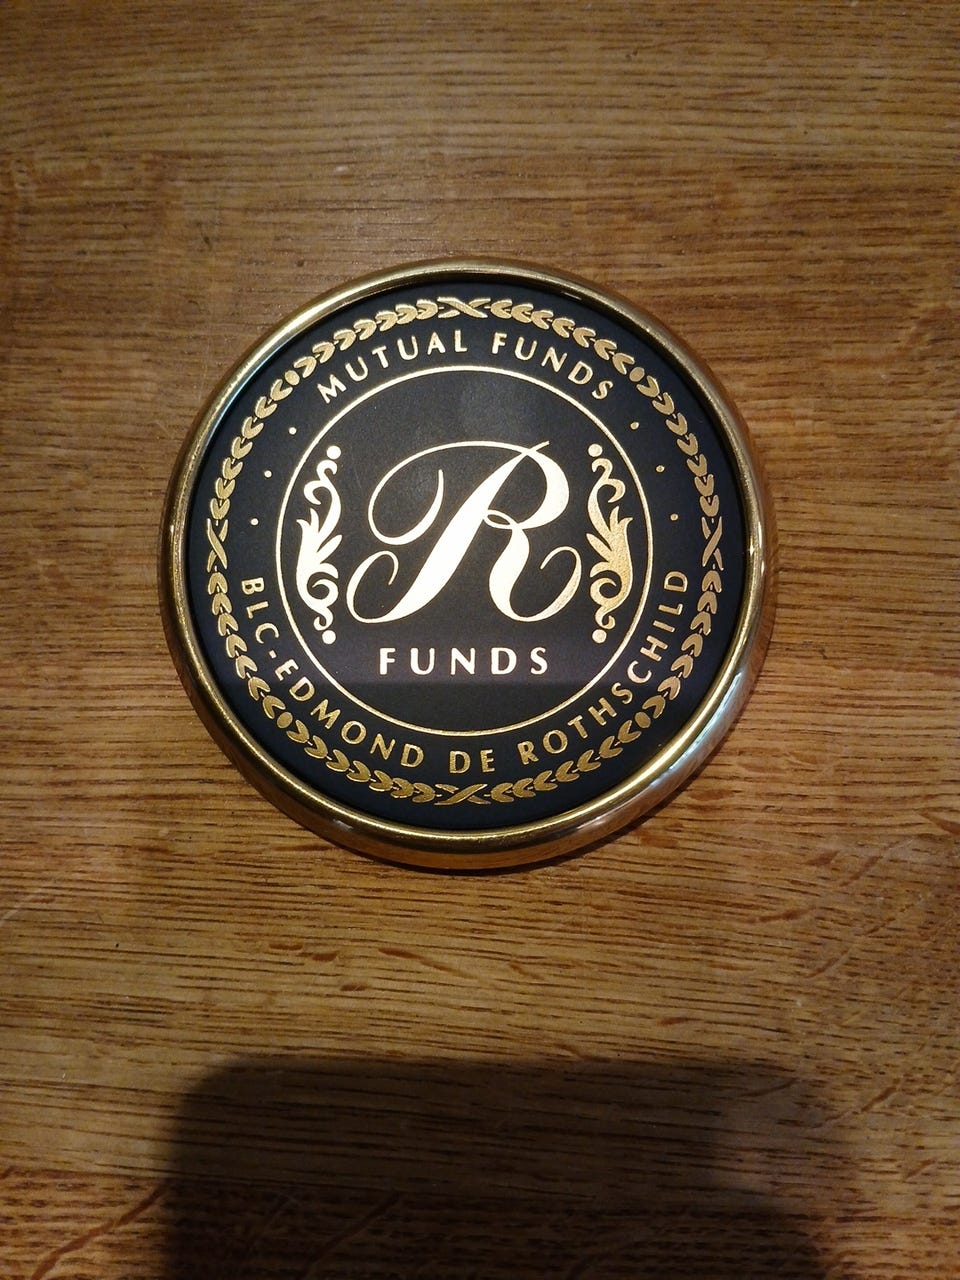 MUTUAL FUNDS
R
FUNDS
BLC-EDMOND DE ROTHSCHILD